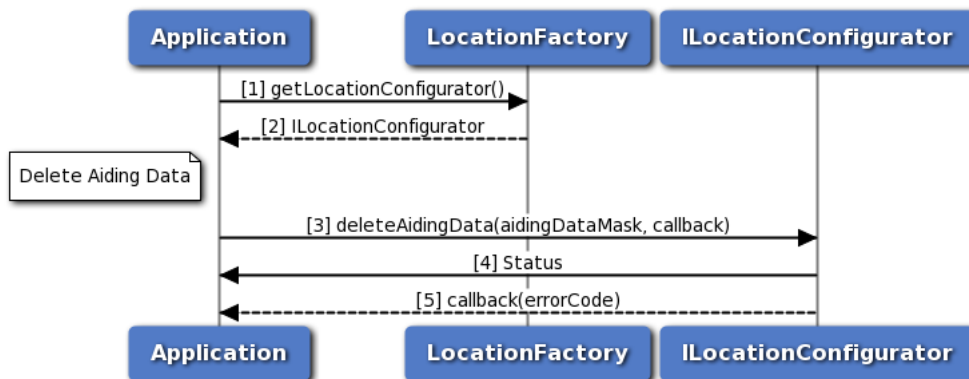 Application
LocationFactory
ILocationConfigurator
[1] getLocationConfigurator()
[2] ILocationConfigurator
Delete Aiding Data
[3] deleteAidingData(aidingDataMask, callback)
[4] Status
[5] callback(errorCode)
Application
LocationFactory
ILocationConfigurator